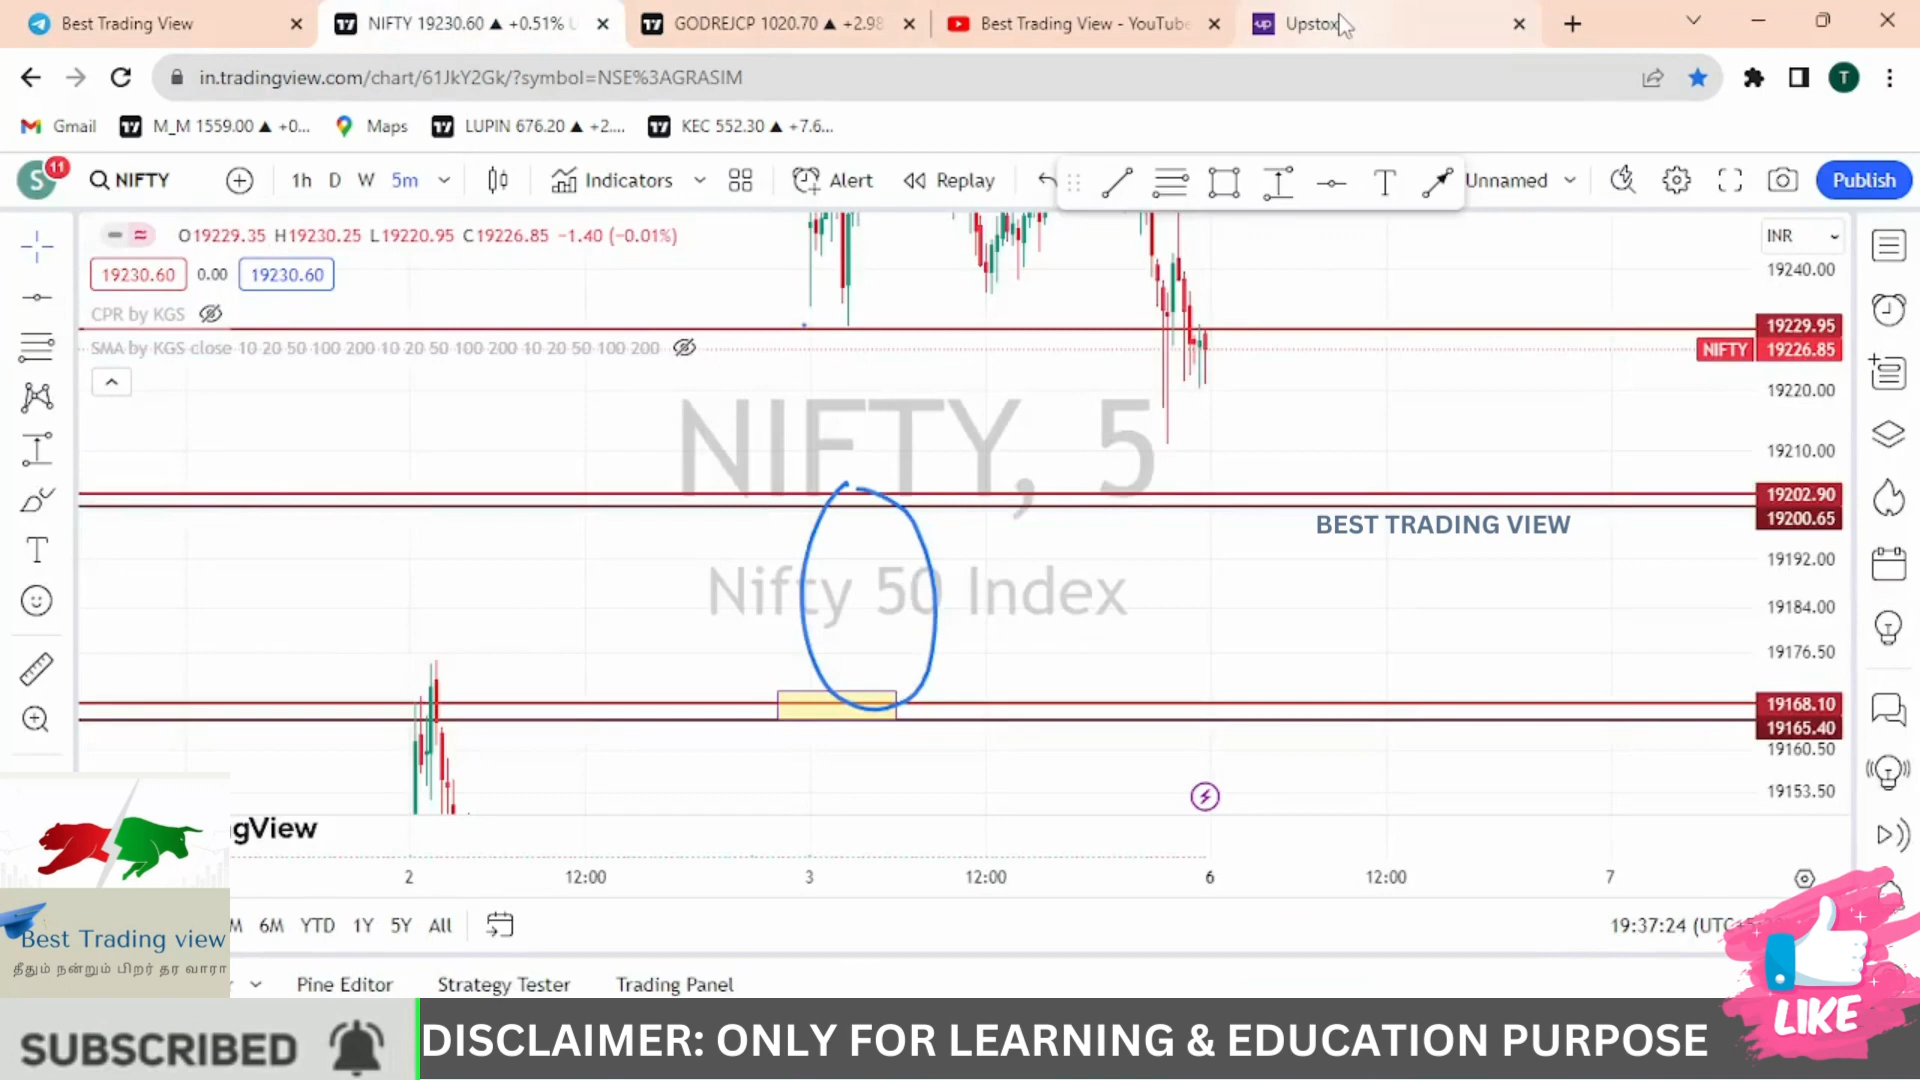 Best Trading View
NIFTY 19230.60 ▲ +0.51% U
GODREJCP 1020.70 ▲ +2.98
Best Trading View - YouTube
up Upstox
in.tradingview.com/chart/61JkY2Gk/?symbol=NSE%3AGRASIM
T
Gmail
M_M 1559.00 ▲ +0...
Maps
LUPIN 676.20 ▲ +2....
KEC 552.30 ▲ +7.6...
S 11
NIFTY
1h D W 5m
Indicators
Alert
Replay
Unnamed
Publish
O19229.35 H19230.25 L19220.95 C19226.85 −1.40 (−0.01%)
INR
19230.60 0.00 19230.60
19240.00
CPR by KGS
19229.95
SMA by KGS close 10 20 50 100 200 10 20 50 100 200 10 20 50 100 200
NIFTY 19226.85
19220.00
NIFTY, 5
19210.00
19202.90
19200.65
BEST TRADING VIEW
19192.00
Nifty 50 Index
19184.00
19176.50
19168.10
19165.40
19160.50
19153.50
gView
2 12:00 3 12:00 6 12:00 7
M 6M YTD 1Y 5Y All
19:37:24 (UTC+5
Best Trading view
தீதும் நன்றும் பிறர் தர வாரா
Pine Editor
Strategy Tester
Trading Panel
LIKE
SUBSCRIBED
DISCLAIMER: ONLY FOR LEARNING & EDUCATION PURPOSE